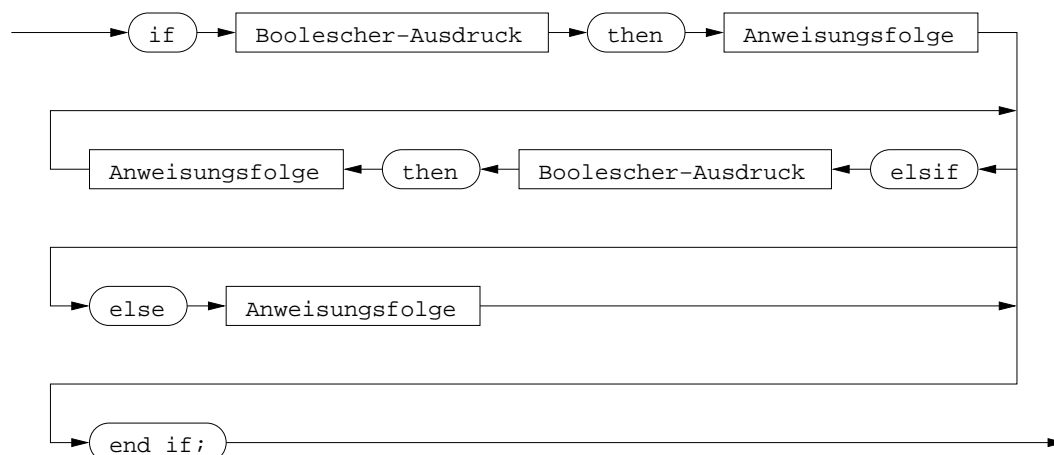 if Boolescher-Ausdruck then Anweisungsfolge
Anweisungsfolge then Boolescher-Ausdruck elsif
else Anweisungsfolge
end if;